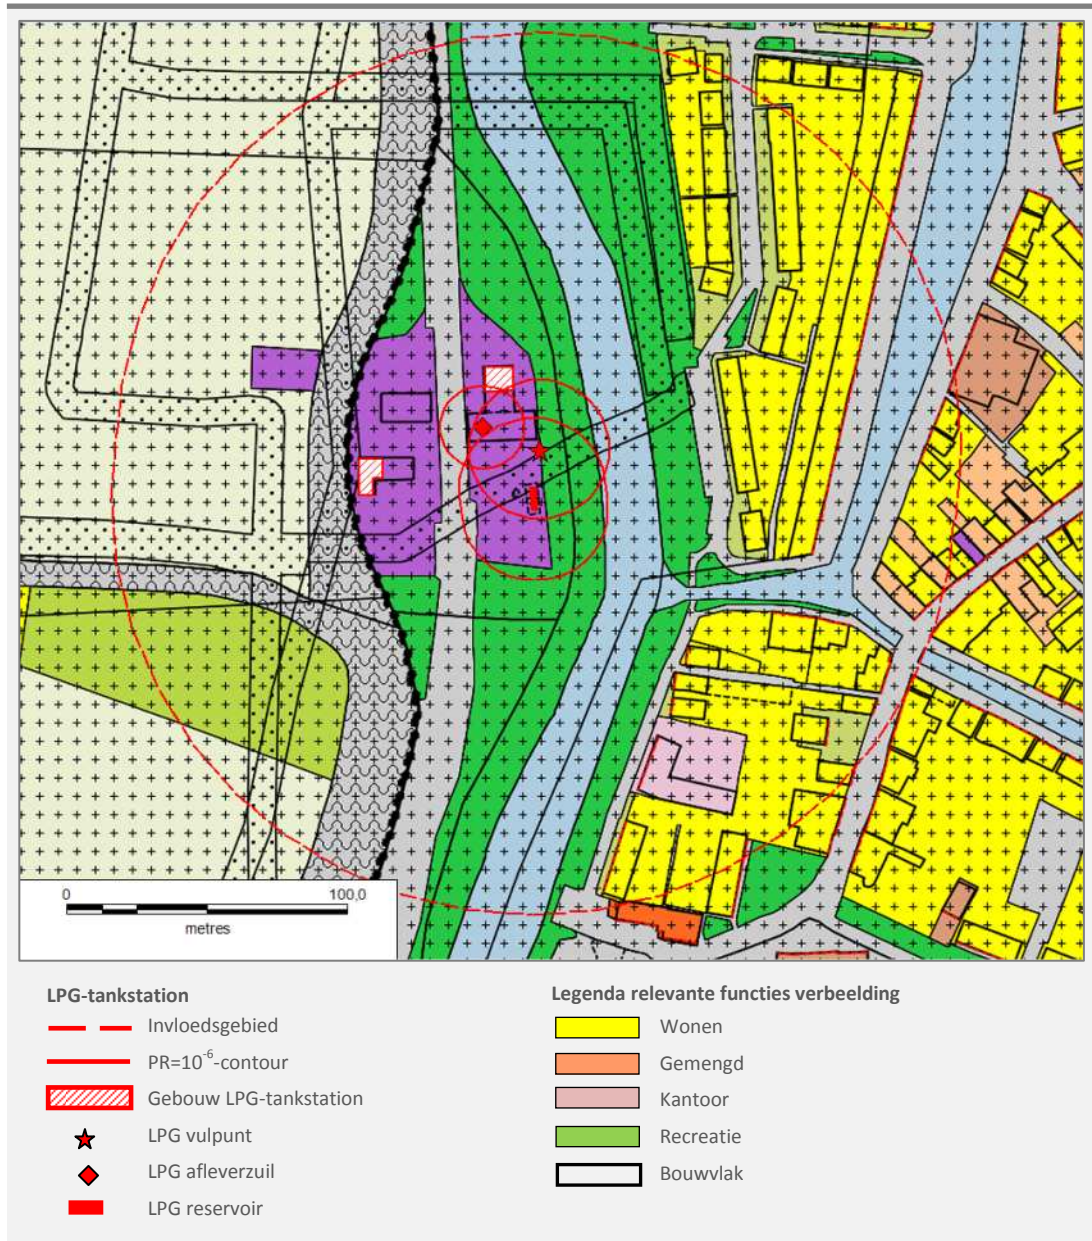 0 100,0
metres
LPG-tankstation
Invloedsgebied
PR=10⁻⁶-contour
Gebouw LPG-tankstation
LPG vulpunt
LPG afleverzuil
LPG reservoir
Legenda relevante functies verbeelding
Wonen
Gemengd
Kantoor
Recreatie
Bouwvlak